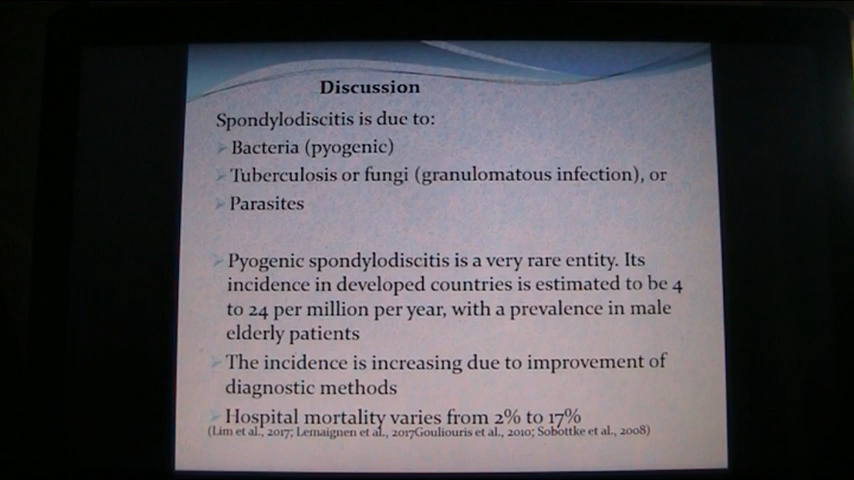 Discussion
Spondylodiscitis is due to:
Bacteria (pyogenic)
Tuberculosis or fungi (granulomatous infection), or
Parasites
Pyogenic spondylodiscitis is a very rare entity. Its
incidence in developed countries is estimated to be 4
to 24 per million per year, with a prevalence in male
elderly patients
The incidence is increasing due to improvement of
diagnostic methods
Hospital mortality varies from 2% to 17%
(Lim et al., 2017; Lemaignen et al., 2017Gouliouris et al., 2010; Sobottke et al., 2008)